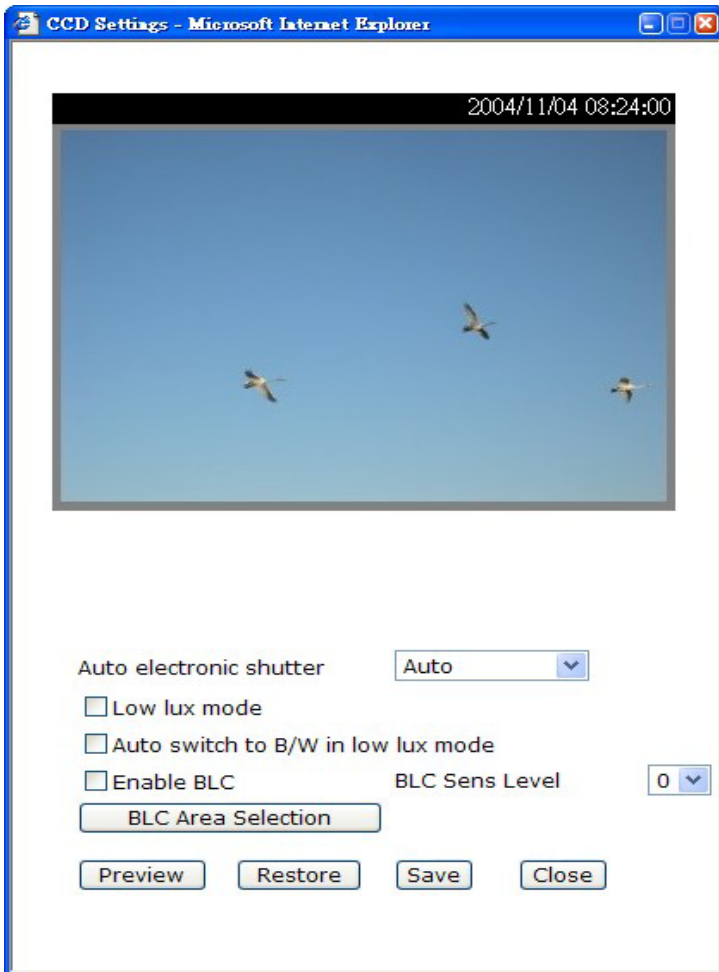 CCD Settings - Microsoft Internet Explorer
2004/11/04 08:24:00
Auto electronic shutter Auto
Low lux mode
Auto switch to B/W in low lux mode
Enable BLC BLC Sens Level 0
BLC Area Selection
Preview Restore Save Close